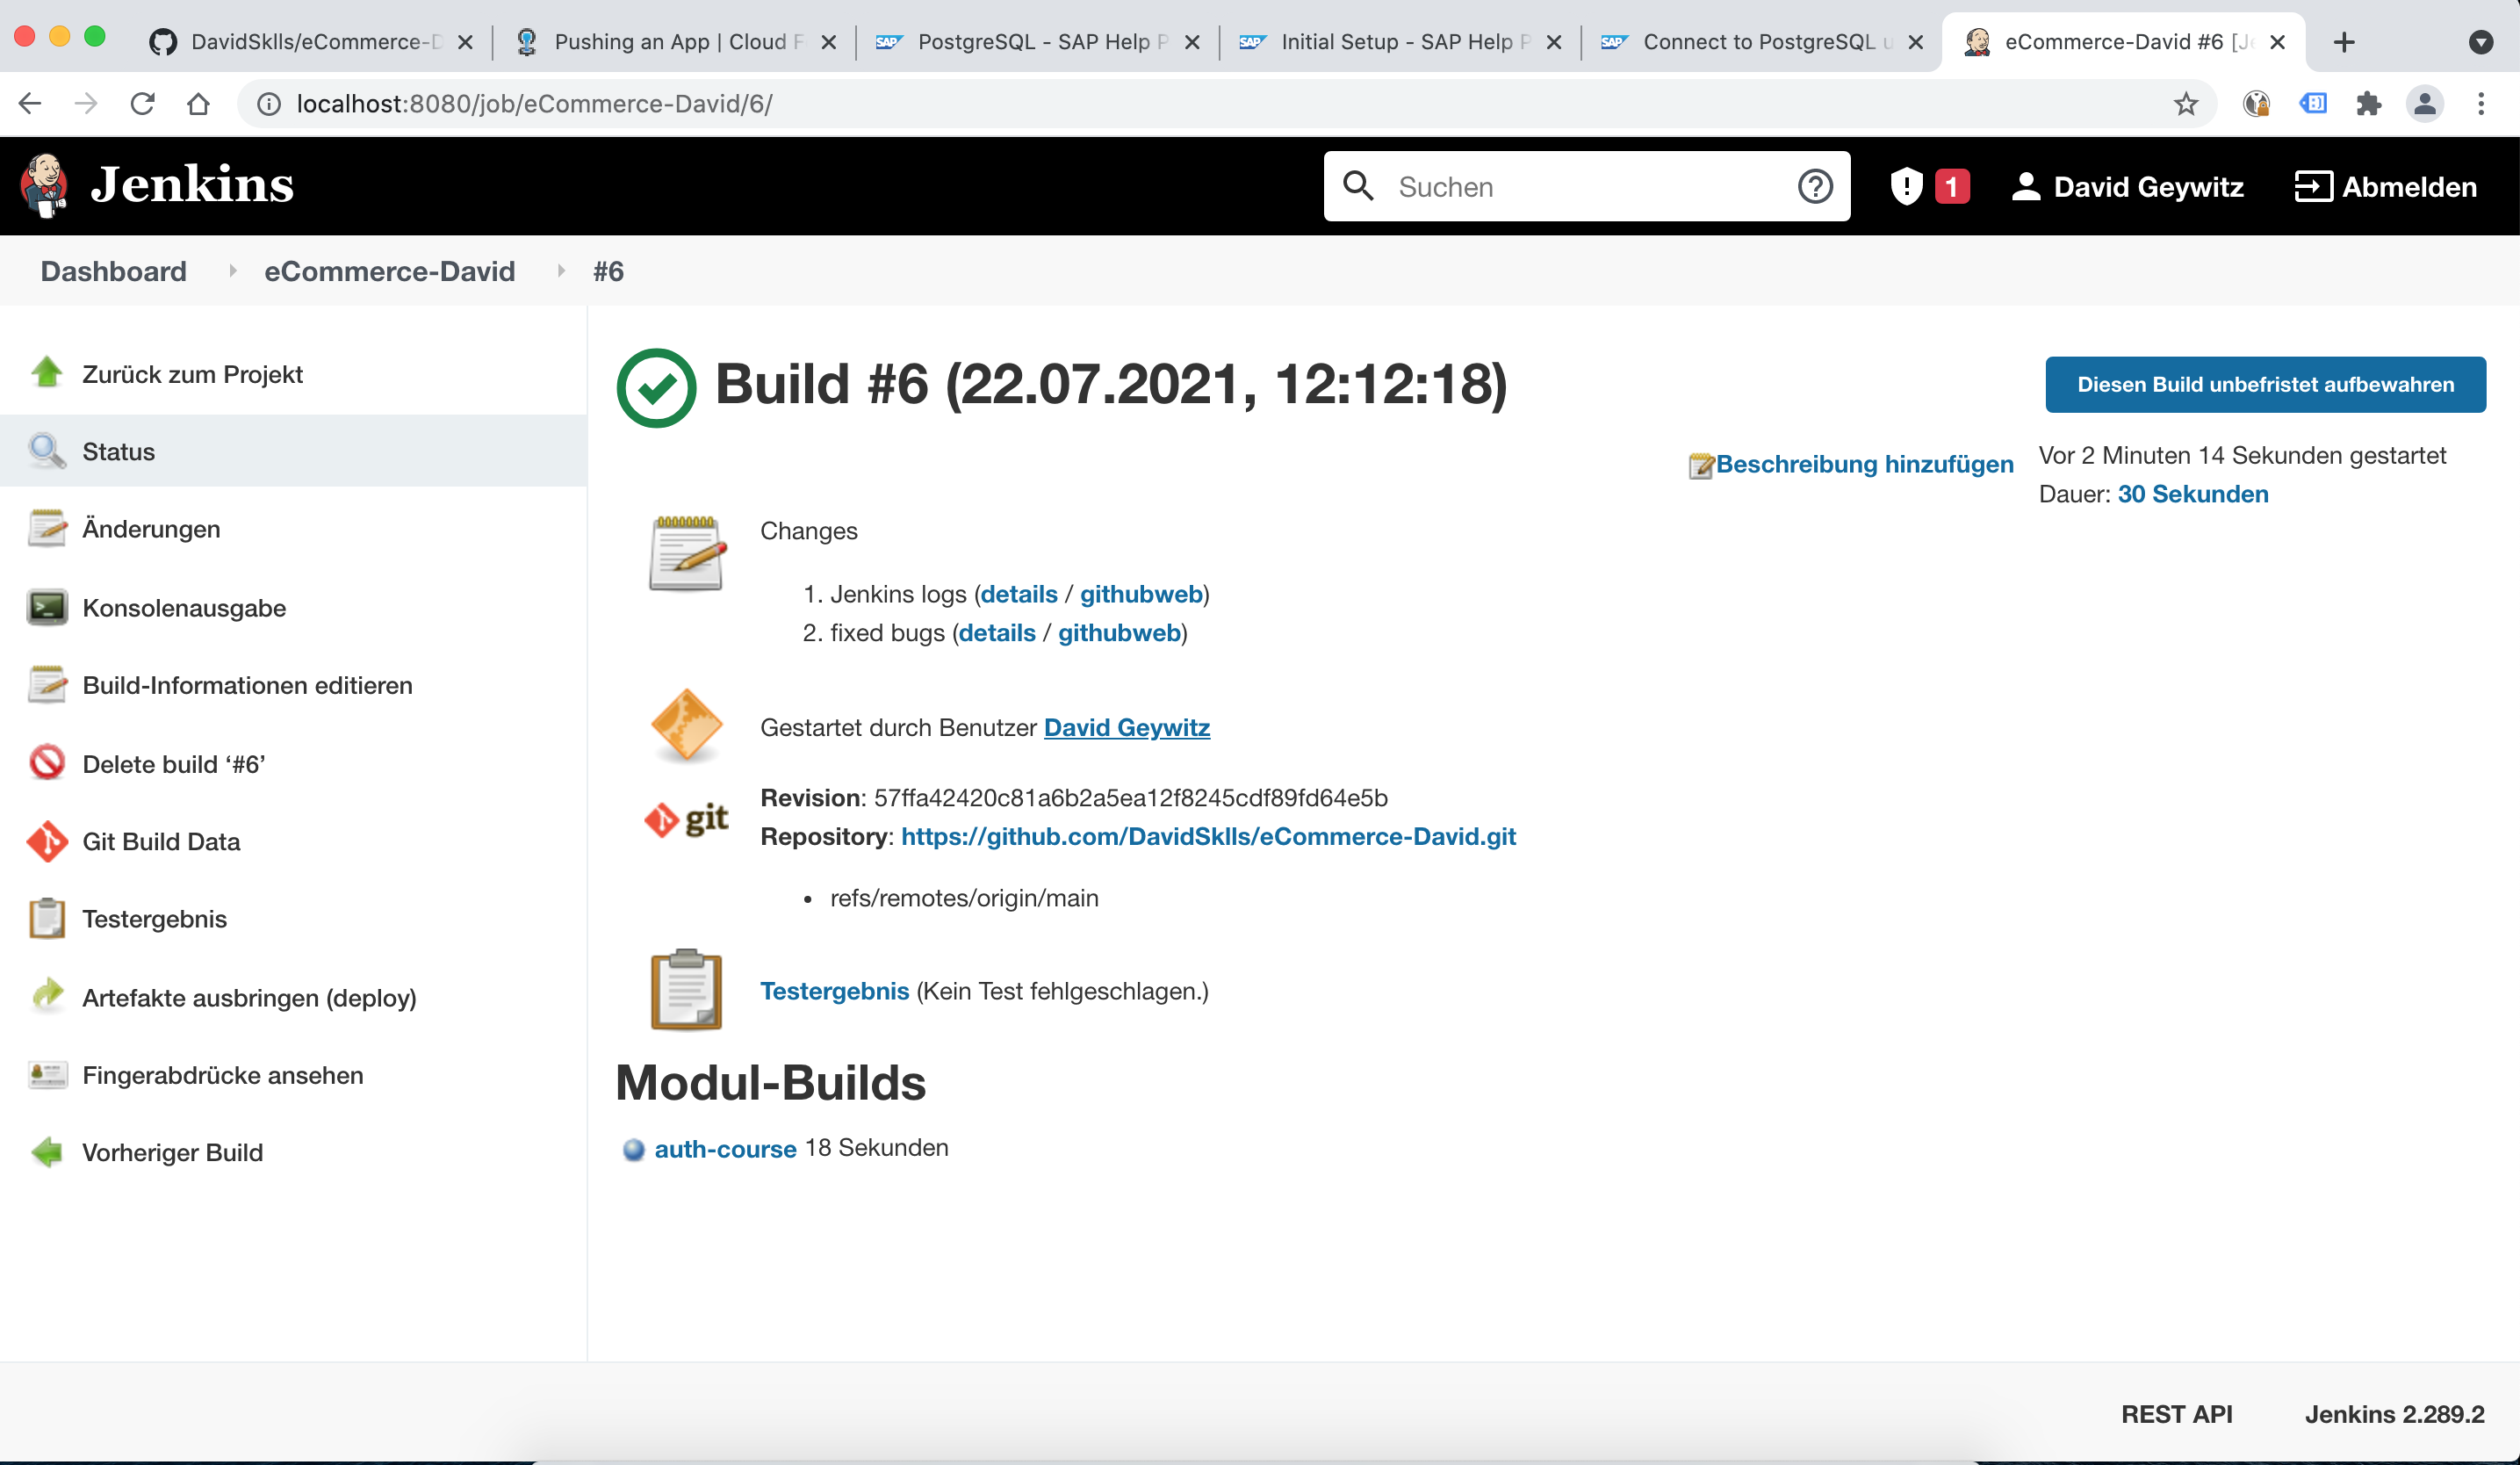 DavidSklls/eCommerce-D
Pushing an App | Cloud F
PostgreSQL - SAP Help P
Initial Setup - SAP Help P
Connect to PostgreSQL u
eCommerce-David #6 [Je
localhost:8080/job/eCommerce-David/6/
Jenkins
Suchen
1
David Geywitz
Abmelden
Dashboard
eCommerce-David
#6
Zurück zum Projekt
Status
Änderungen
Konsolenausgabe
Build-Informationen editieren
Delete build ‘#6’
Git Build Data
Testergebnis
Artefakte ausbringen (deploy)
Fingerabdrücke ansehen
Vorheriger Build
Build #6 (22.07.2021, 12:12:18)
Diesen Build unbefristet aufbewahren
Beschreibung hinzufügen
Vor 2 Minuten 14 Sekunden gestartet
Dauer: 30 Sekunden
Changes
1. Jenkins logs (details / githubweb)
2. fixed bugs (details / githubweb)
Gestartet durch Benutzer David Geywitz
git
Revision: 57ffa42420c81a6b2a5ea12f8245cdf89fd64e5b
Repository: https://github.com/DavidSklls/eCommerce-David.git
• refs/remotes/origin/main
Testergebnis (Kein Test fehlgeschlagen.)
Modul-Builds
auth-course 18 Sekunden
REST API
Jenkins 2.289.2